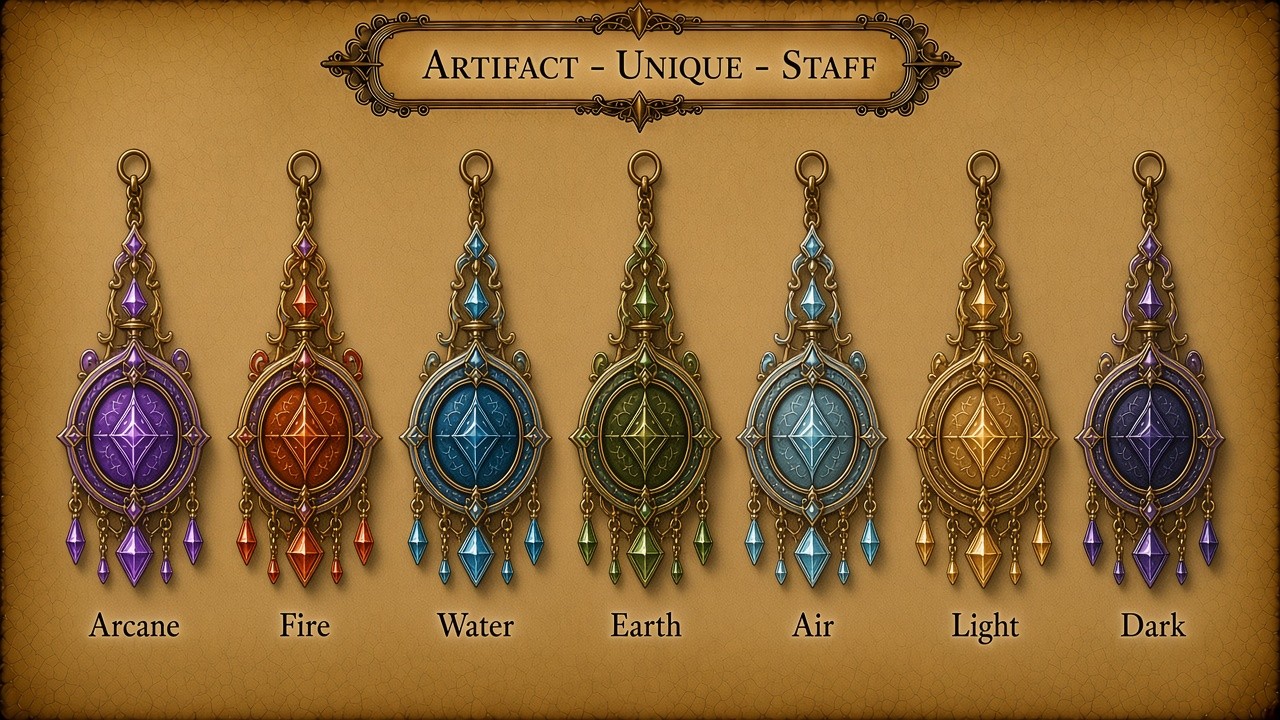 Artifact - Unique - Staff
Arcane
Fire
Water
Earth
Air
Light
Dark